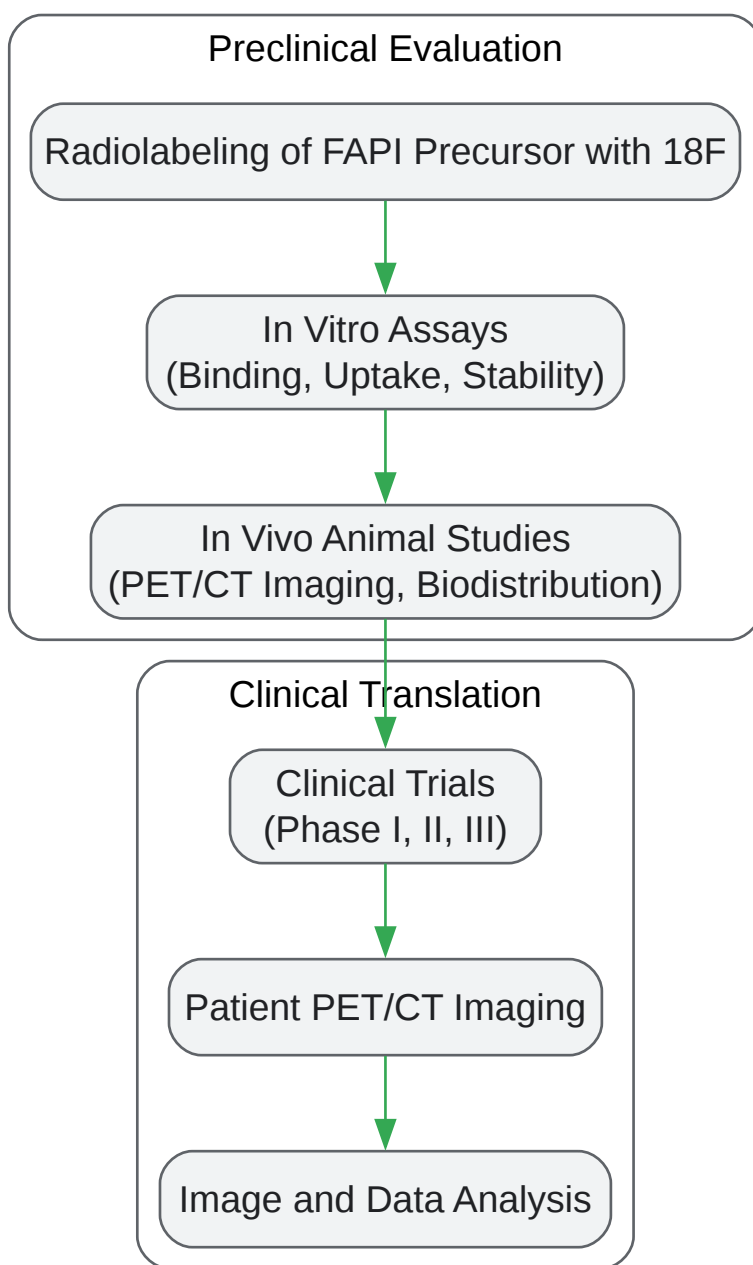 Preclinical Evaluation
Radiolabeling of FAPI Precursor with 18F
In Vitro Assays
(Binding, Uptake, Stability)
In Vivo Animal Studies
(PET/CT Imaging, Biodistribution)
Clinical Translation
Clinical Trials
(Phase I, II, III)
Patient PET/CT Imaging
Image and Data Analysis